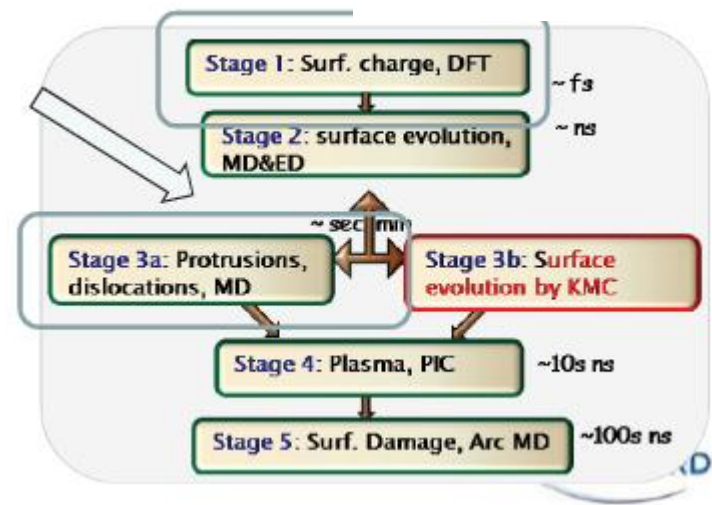 Stage 1: Surf. charge, DFT
~ fs
Stage 2: surface evolution,
MD&ED
~ ns
~ sec/min
Stage 3a: Protrusions,
dislocations, MD
Stage 3b: Surface
evolution by KMC
Stage 4: Plasma, PIC
~10s ns
Stage 5: Surf. Damage, Arc MD
~100s ns